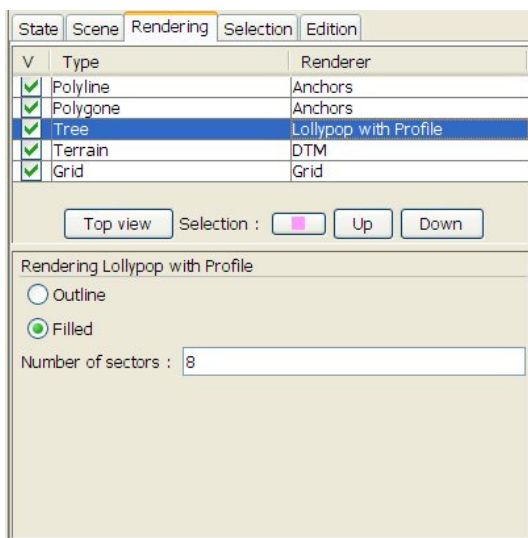 State Scene Rendering Selection Edition
V Type Renderer
Polyline Anchors
Polygone Anchors
Tree Lollypop with Profile
Terrain DTM
Grid Grid
Top view Selection : Up Down
Rendering Lollypop with Profile
Outline
Filled
Number of sectors : 8